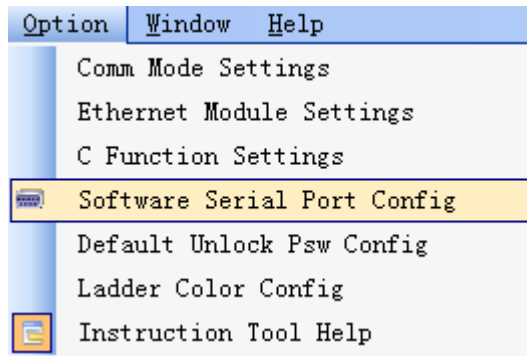 Option Window Help
Comm Mode Settings
Ethernet Module Settings
C Function Settings
Software Serial Port Config
Default Unlock Psw Config
Ladder Color Config
Instruction Tool Help